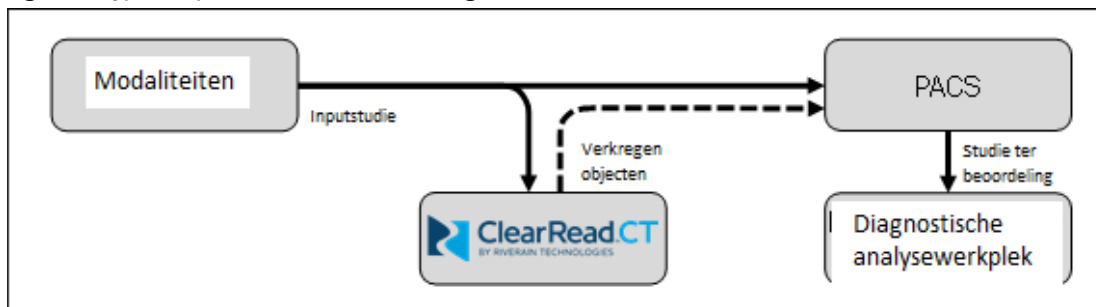 Modaliteiten
PACS
Inputstudie
Verkregen
objecten
Studie ter
beoordeling
ClearRead.CT
BY RIVERAIN TECHNOLOGIES
Diagnostische
analysewerkplek